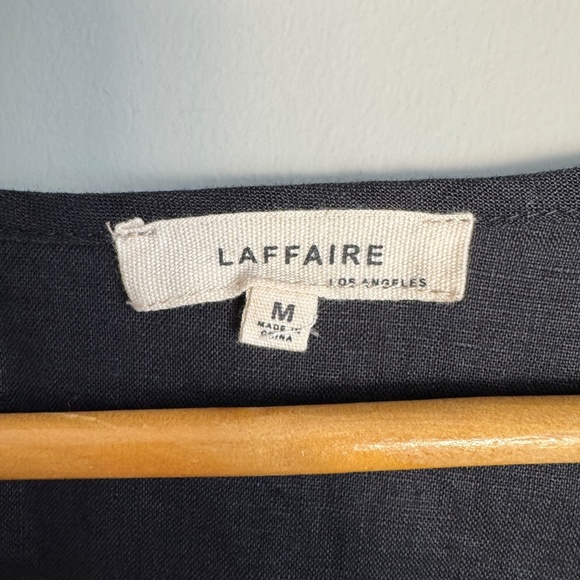 LAFFAIRE
LOS ANGELES
M
MADE IN
CHINA